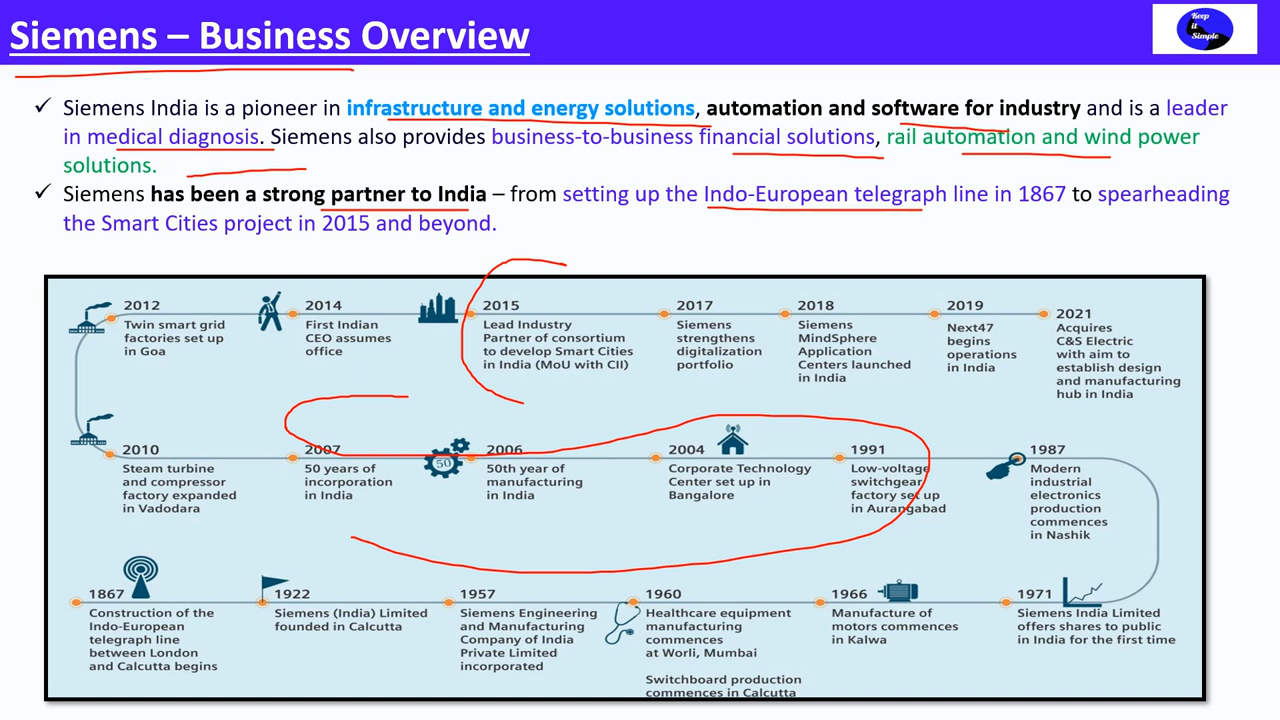 Siemens – Business Overview
Keep
it
Simple
✓ Siemens India is a pioneer in infrastructure and energy solutions, automation and software for industry and is a leader
in medical diagnosis. Siemens also provides business-to-business financial solutions, rail automation and wind power
solutions.
✓ Siemens has been a strong partner to India – from setting up the Indo-European telegraph line in 1867 to spearheading
the Smart Cities project in 2015 and beyond.
2012
Twin smart grid
factories set up
in Goa
2014
First Indian
CEO assumes
office
2015
Lead Industry
Partner of consortium
to develop Smart Cities
in India (MoU with CII)
2017
Siemens
strengthens
digitalization
portfolio
2018
Siemens
MindSphere
Application
Centers launched
in India
2019
Next47
begins
operations
in India
2021
Acquires
C&S Electric
with aim to
establish design
and manufacturing
hub in India
2010
Steam turbine
and compressor
factory expanded
in Vadodara
2007
50 years of
incorporation
in India
50
2006
50th year of
manufacturing
in India
2004
Corporate Technology
Center set up in
Bangalore
1991
Low-voltage
switchgear
factory set up
in Aurangabad
1987
Modern
industrial
electronics
production
commences
in Nashik
1867
Construction of the
Indo-European
telegraph line
between London
and Calcutta begins
1922
Siemens (India) Limited
founded in Calcutta
1957
Siemens Engineering
and Manufacturing
Company of India
Private Limited
incorporated
1960
Healthcare equipment
manufacturing
commences
at Worli, Mumbai
Switchboard production
commences in Calcutta
1966
Manufacture of
motors commences
in Kalwa
1971
Siemens India Limited
offers shares to public
in India for the first time